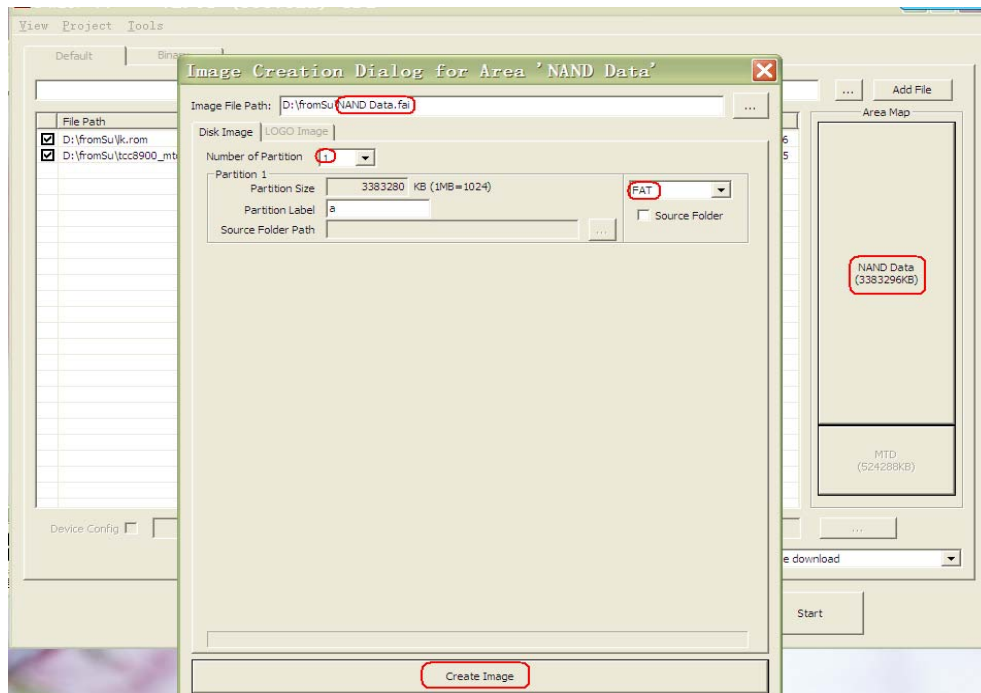 View Project Tools
Default
... Add File
File Path
Area Map
D:\fromSu\lk.rom
6
D:\fromSu\tcc8900_mt
5
Image Creation Dialog for Area 'NAND Data'
Image File Path: D:\fromSu\NAND Data.fai ...
Disk Image LOGO Image
Number of Partition 1
Partition 1
Partition Size 3383280 KB (1MB=1024) FAT
Partition Label a Source Folder
Source Folder Path ...
NAND Data
(3383296KB)
MTD
(524288KB)
Device Config ...
e download
Start
Create Image